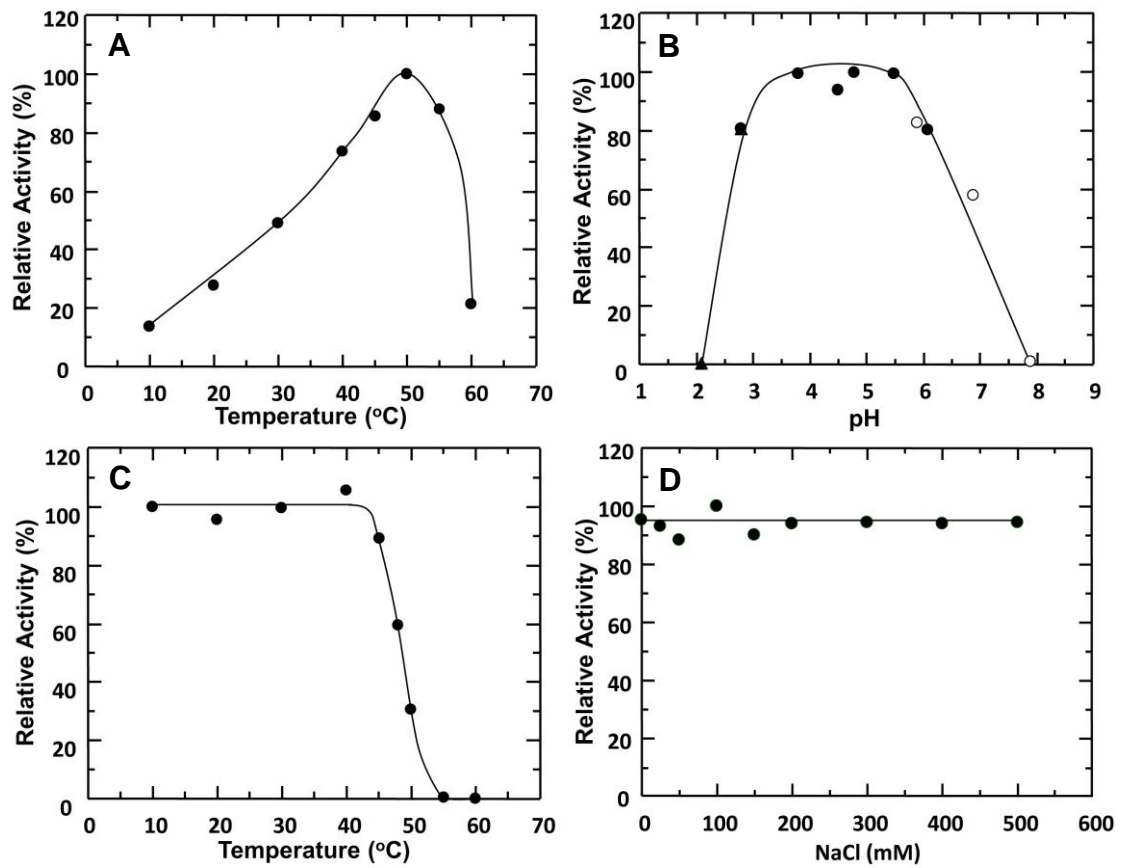 A
Relative Activity (%)
120
100
80
60
40
20
0
0 10 20 30 40 50 60 70
Temperature (oC)
B
Relative Activity (%)
120
100
80
60
40
20
0
1 2 3 4 5 6 7 8 9
pH
C
Relative Activity (%)
120
100
80
60
40
20
0
0 10 20 30 40 50 60 70
Temperature (oC)
D
Relative Activity (%)
120
100
80
60
40
20
0
0 100 200 300 400 500 600
NaCl (mM)